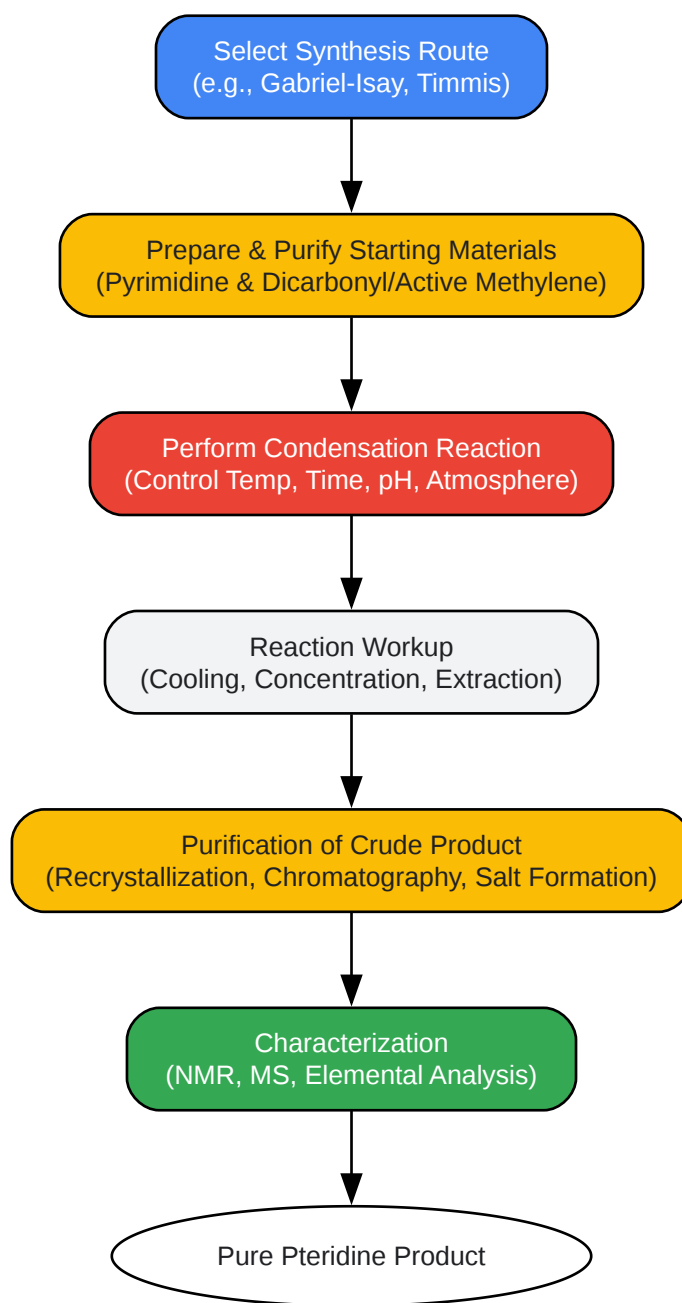 Select Synthesis Route
(e.g., Gabriel-Isay, Timmis)
Prepare & Purify Starting Materials
(Pyrimidine & Dicarbonyl/Active Methylene)
Perform Condensation Reaction
(Control Temp, Time, pH, Atmosphere)
Reaction Workup
(Cooling, Concentration, Extraction)
Purification of Crude Product
(Recrystallization, Chromatography, Salt Formation)
Characterization
(NMR, MS, Elemental Analysis)
Pure Pteridine Product